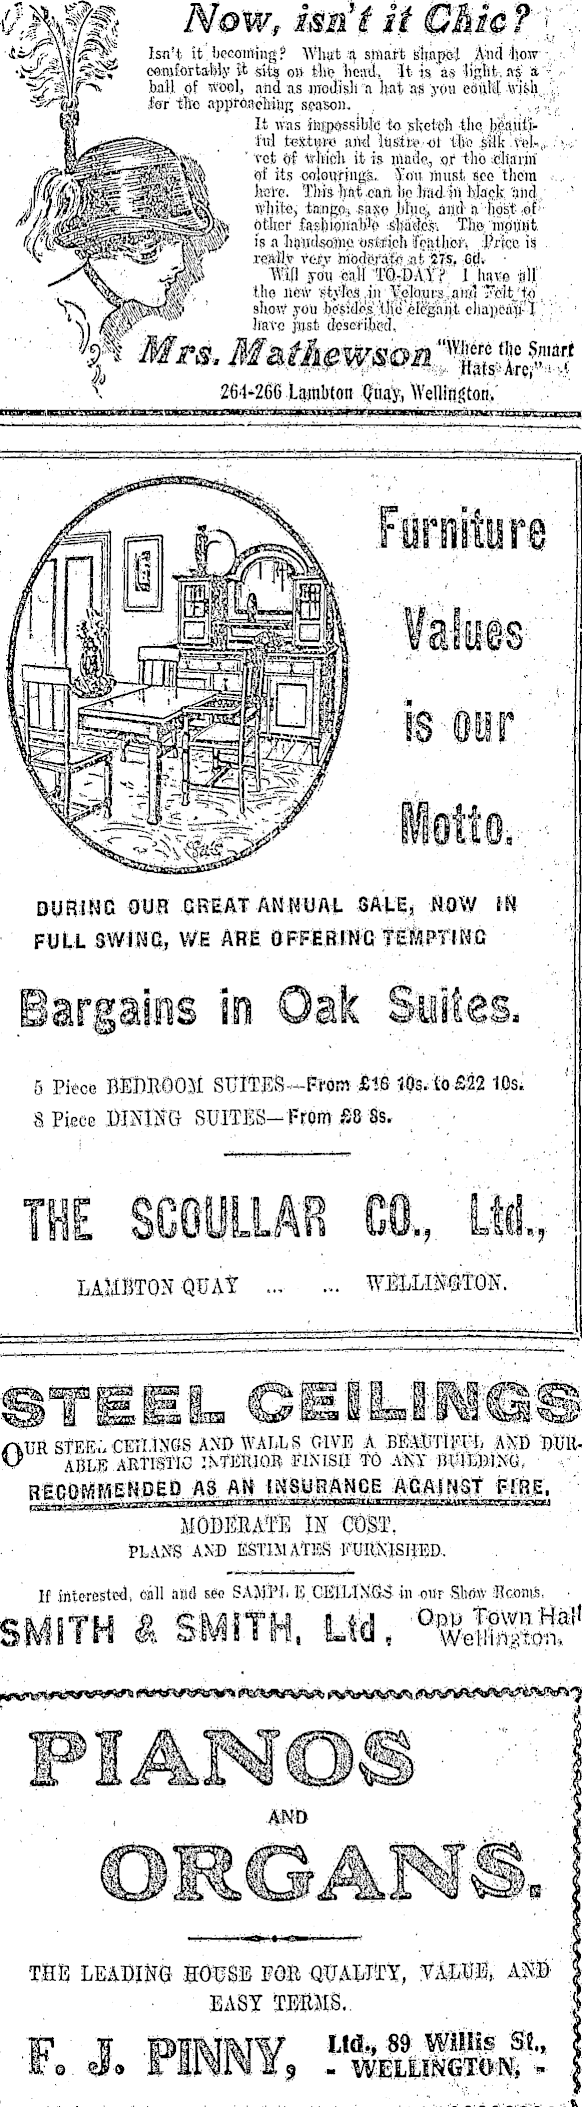 Now, isn't it Chic?
Isn't it becoming? What a smart shape! And how
comfortably it sits on the head. It is as light as a
ball of wool, and as modish a hat as you could wish
for the approaching season.
It was impossible to sketch the beauti-
ful texture and lustre of the silk vel-
vet of which it is made, or the charm
of its colourings. You must see them
here. This hat can be had in black and
white, tango, saxe blue, and a host of
other fashionable shades. The mount
is a handsome ostrich feather. Price is
really very moderate at 27s. 6d.
Will you call TO-DAY? I have all
the new styles in Velours and Felt to
show you besides the elegant chapeau I
have just described.
Mrs. Mathewson "Where the Smart
Hats Are,"
264-266 Lambton Quay, Wellington.
Furniture
Values
is our
Motto.
DURING OUR GREAT ANNUAL SALE, NOW IN
FULL SWING, WE ARE OFFERING TEMPTING
Bargains in Oak Suites.
5 Piece BEDROOM SUITES—From £16 10s. to £22 10s.
8 Piece DINING SUITES—From £8 8s.
THE SCOULLAR CO., Ltd.,
LAMBTON QUAY ... ... WELLINGTON.
STEEL CEILINGS
OUR STEEL CEILINGS AND WALLS GIVE A BEAUTIFUL AND DUR-
ABLE ARTISTIC INTERIOR FINISH TO ANY BUILDING.
RECOMMENDED AS AN INSURANCE AGAINST FIRE.
MODERATE IN COST.
PLANS AND ESTIMATES FURNISHED.
If interested, call and see SAMPLE CEILINGS in our Show Rooms.
SMITH & SMITH, Ltd, Opp Town Hall
Wellington.
PIANOS
AND
ORGANS.
THE LEADING HOUSE FOR QUALITY, VALUE, AND
EASY TERMS.
F. J. PINNY, Ltd., 89 Willis St.,
- WELLINGTON. -